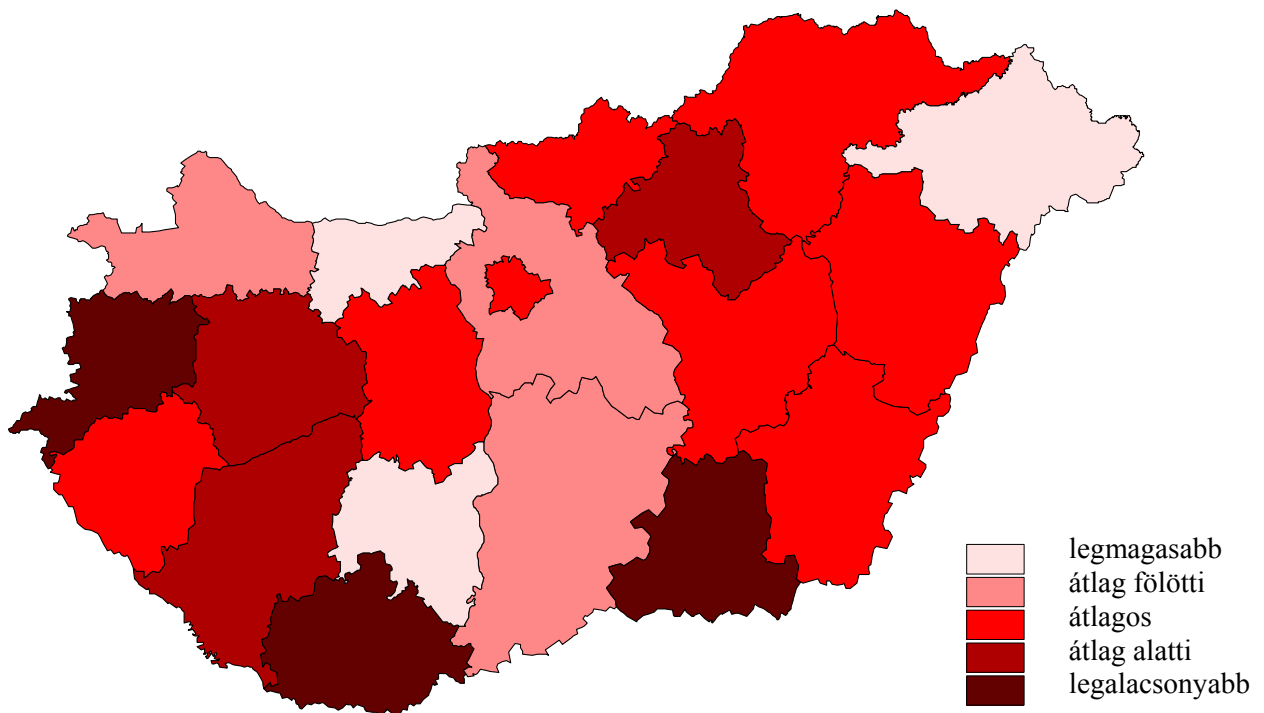 legmagasabb
átlag fölötti
átlagos
átlag alatti
legalacsonyabb